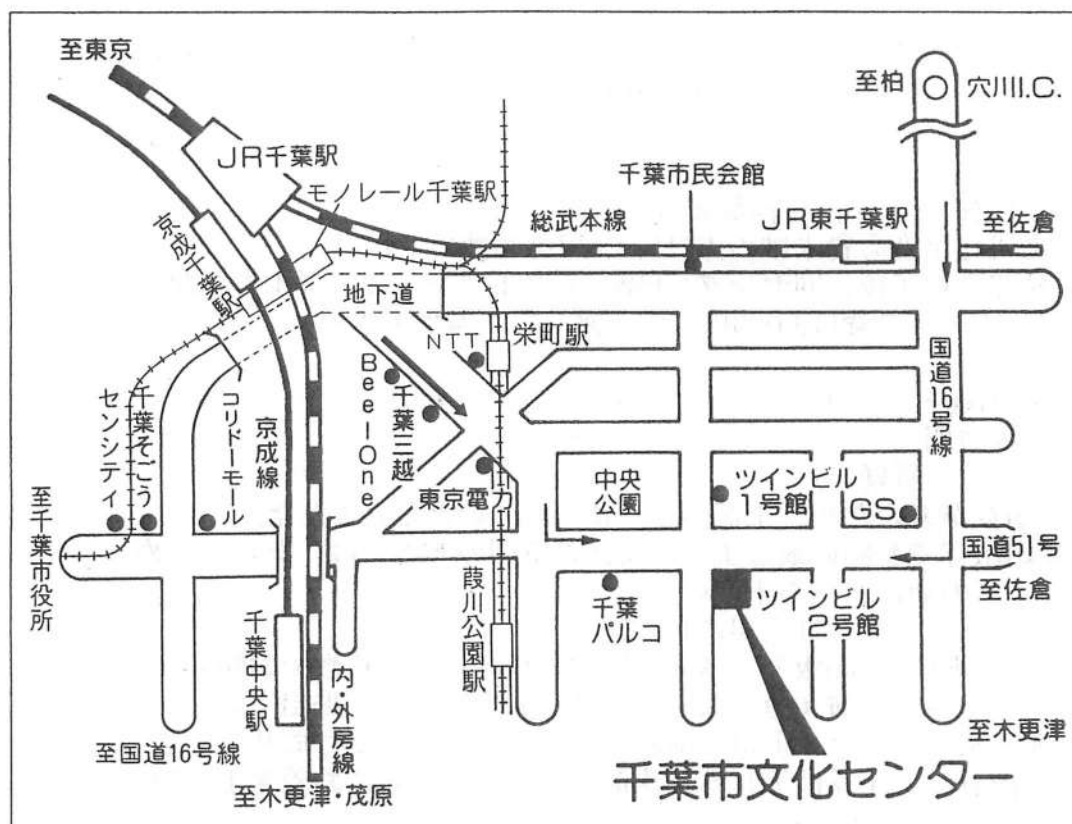 至東京
至柏
穴川I.C.
JR千葉駅
モノレール千葉駅
千葉市民会館
京成千葉駅
総武本線
JR東千葉駅
至佐倉
地下道
NTT
栄町駅
国道16号線
Bee-One
千葉三越
センシティ
千葉そごう
コリドーモール
京成線
東京電力
中央
公園
ツインビル
1号館
GS
至千葉市役所
国道51号
至佐倉
葭川公園駅
千葉
パルコ
ツインビル
2号館
千葉中央駅
内・外房線
至国道16号線
至木更津
至木更津・茂原
千葉市文化センター